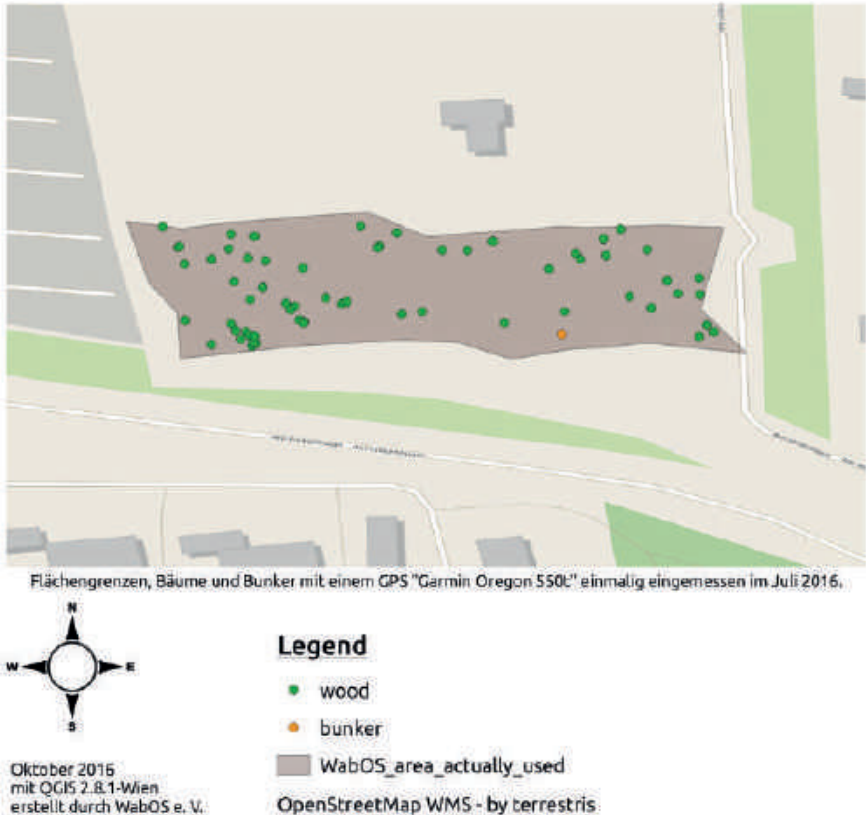 Flächengrenzen, Bäume und Bunker mit einem GPS "Garmin Oregon 550t" einmalig eingemessen im Juli 2016.
N
W E
S
Legend
wood
bunker
WabOS_area_actually_used
OpenStreetMap WMS - by terrestris
Oktober 2016
mit QGIS 2.8.1-Wien
erstellt durch WabOS e. V.